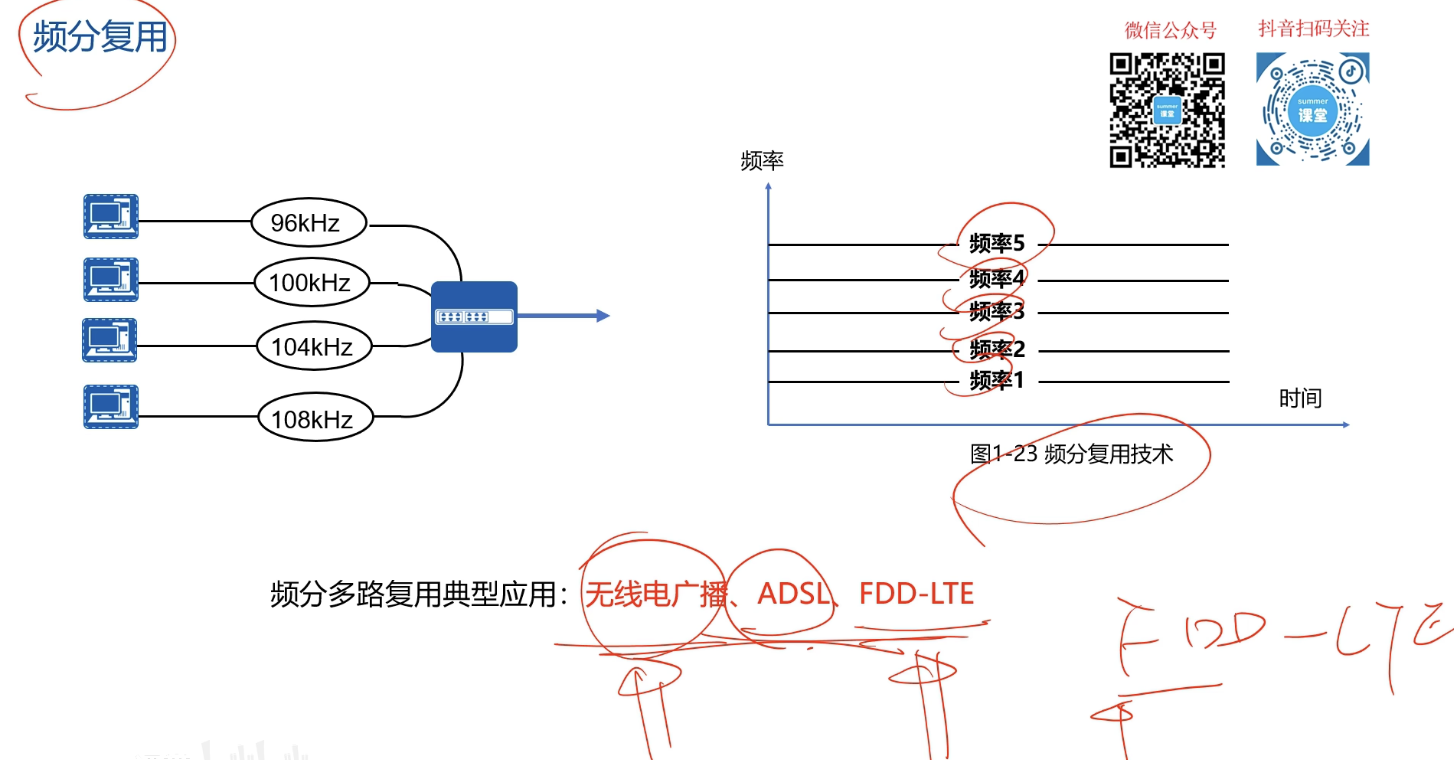 频分复用
微信公众号
抖音扫码关注
summer
课堂
summer
课堂
频率
96kHz
100kHz
104kHz
108kHz
频率5
频率4
频率3
频率2
频率1
时间
图1-23 频分复用技术
频分多路复用典型应用：无线电广播、ADSL、FDD-LTE
FDD-LTE